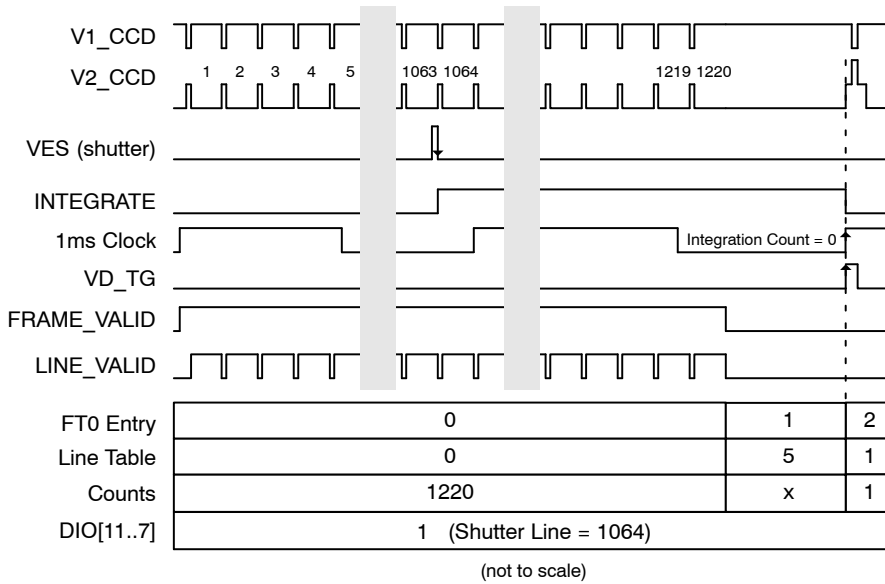 V1_CCD
V2_CCD
1 2 3 4 5 1063 1064 1219 1220
VES (shutter)
INTEGRATE
1ms Clock
Integration Count = 0
VD_TG
FRAME_VALID
LINE_VALID
FT0 Entry 0 1 2
Line Table 0 5 1
Counts 1220 x 1
DIO[11..7] 1 (Shutter Line = 1064)
(not to scale)